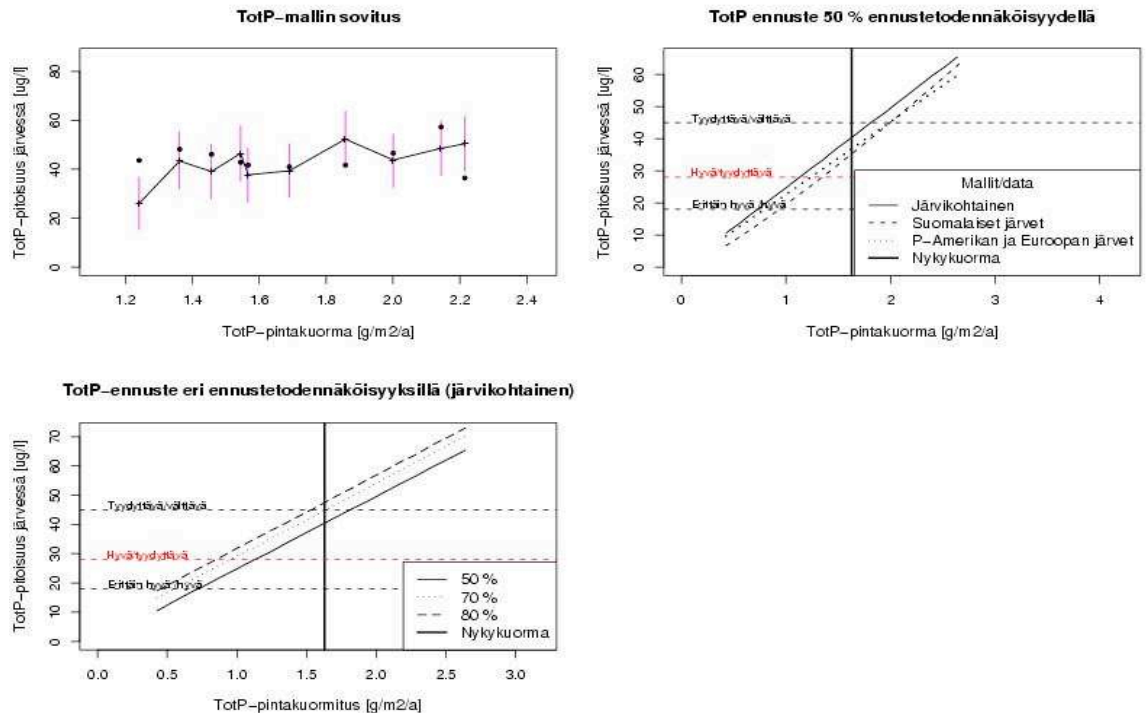 TotP−mallin sovitus
TotP−pitoisuus järvessä [ug/l]
80
60
40
20
0
1.2 1.4 1.6 1.8 2.0 2.2 2.4
TotP−pintakuorma [g/m2/a]
TotP ennuste 50 % ennustetodennäköisyydellä
TotP−pitoisuus järvessä [ug/l]
60
50
40
30
20
10
0
Tyydyttävä/välttävä
Hyvä/tyydyttävä
Erittäin hyvä /hyvä
Mallit/data
Järvikohtainen
Suomalaiset järvet
P−Amerikan ja Euroopan järvet
Nykykuorma
0 1 2 3 4
TotP−pintakuorma [g/m2/a]
TotP−ennuste eri ennustetodennäköisyyksillä (järvikohtainen)
TotP−pitoisuus järvessä [ug/l]
70
60
50
40
30
20
10
0
Tyydyttävä/välttävä
Hyvä/tyydyttävä
Erittäin hyvä /hyvä
50 %
70 %
80 %
Nykykuorma
0.0 0.5 1.0 1.5 2.0 2.5 3.0
TotP−pintakuormitus [g/m2/a]